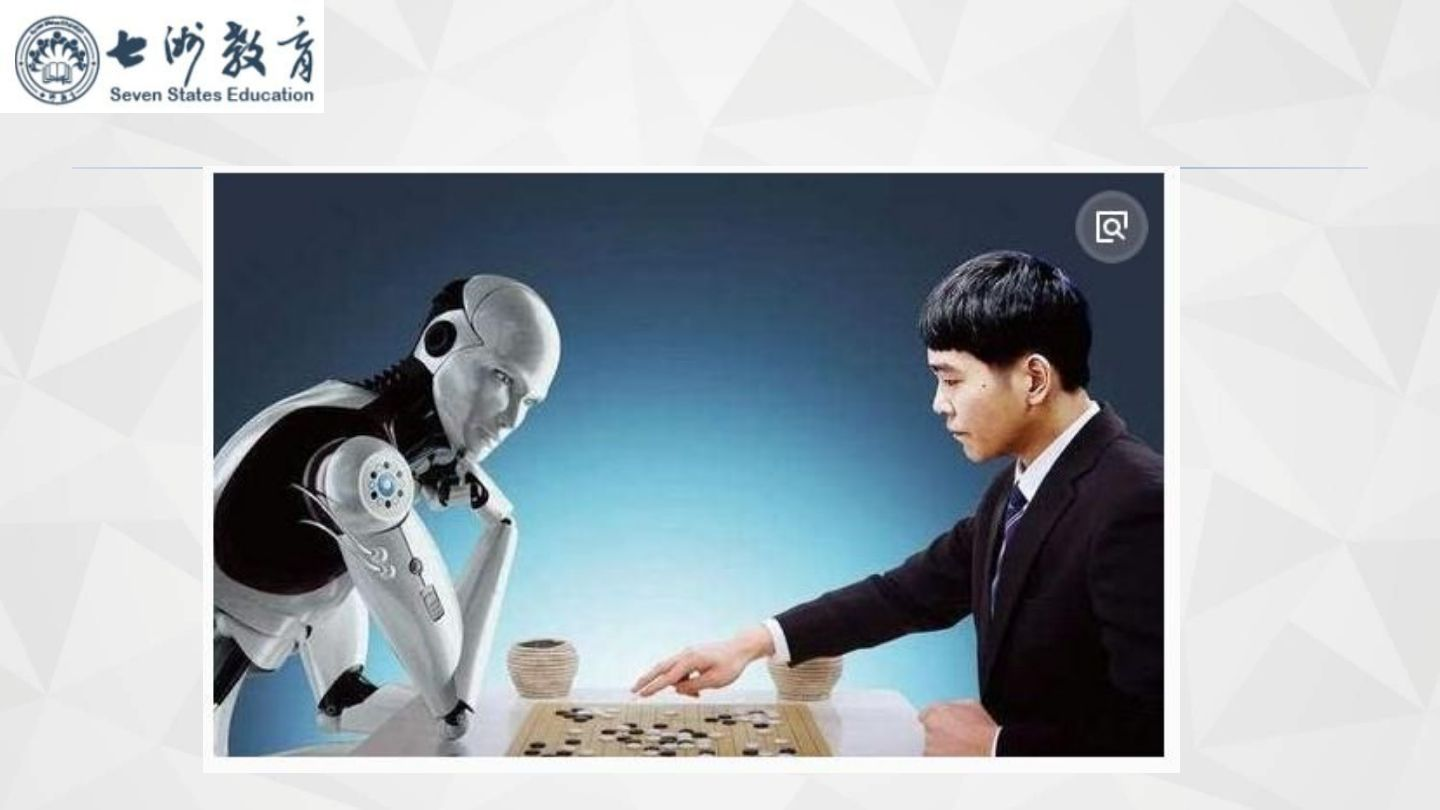 七洲教育
Seven States Education